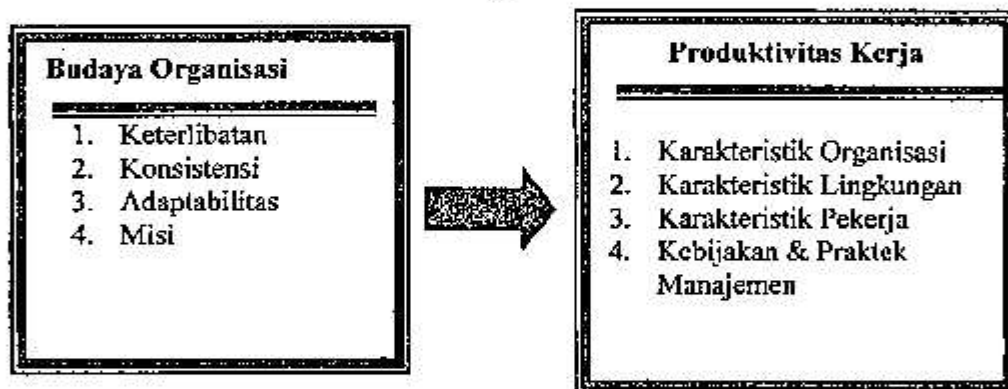 Budaya Organisasi
1. Keterlibatan
2. Konsistensi
3. Adaptabilitas
4. Misi
Produktivitas Kerja
1. Karakteristik Organisasi
2. Karakteristik Lingkungan
3. Karakteristik Pekerja
4. Kebijakan & Praktek
Manajemen